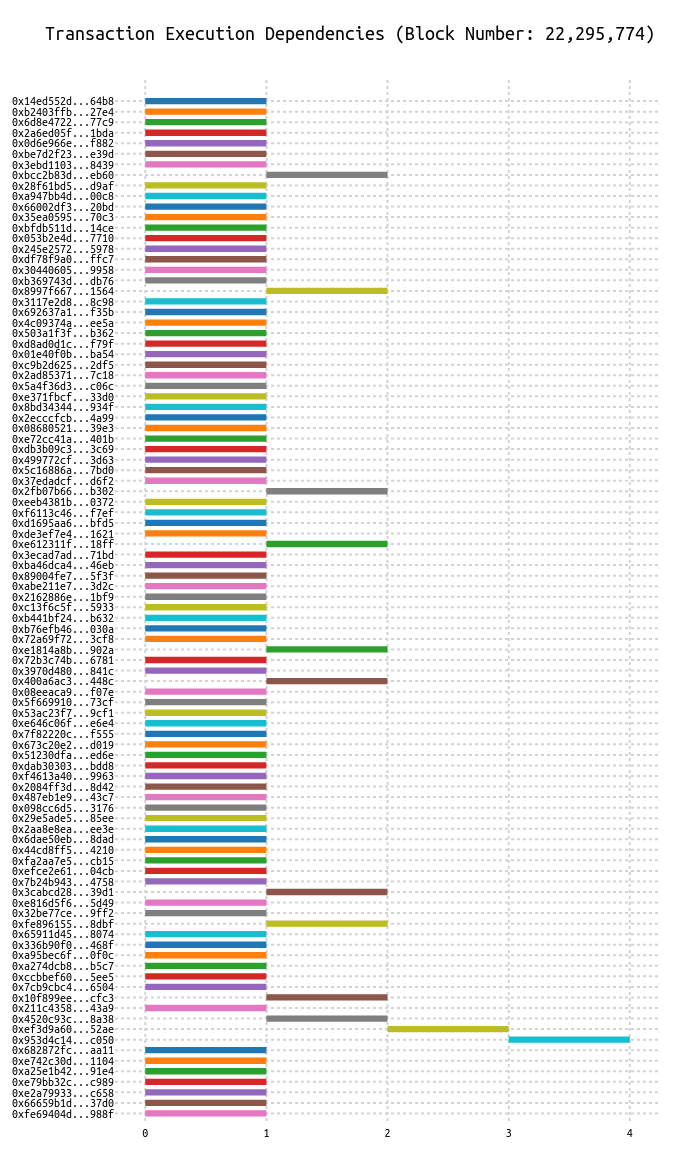 Transaction Execution Dependencies (Block Number: 22,295,774)
0x14ed552d...64b8
0xb2403ffb...27e4
0x6d8e4722...77c9
0x2a6ed05f...1bda
0x0d6e966e...f882
0xbe7d2f23...e39d
0x3ebd1103...8439
0xbcc2b83d...eb60
0x28f61bd5...d9af
0xa947bb4d...00c8
0x66002df3...20bd
0x35ea0595...70c3
0xbfdb511d...14ce
0x053b2e4d...7710
0x245e2572...5978
0xdf78f9a0...ffc7
0x30440605...9958
0xb369743d...db76
0x8997f667...1564
0x3117e2d8...8c98
0x692637a1...f35b
0x4c09374a...ee5a
0x503a1f3f...b362
0xd8ad0d1c...f79f
0x01e40f0b...ba54
0xc9b2d625...2df5
0x2ad85371...7c18
0x5a4f36d3...c06c
0xe371fbcf...33d0
0x8bd34344...934f
0x2ecccfcb...4a99
0x08680521...39e3
0xe72cc41a...401b
0xdb3b09c3...3c69
0x499772cf...3d63
0x5c16886a...7bd0
0x37edadcf...d6f2
0x2fb07b66...b302
0xeeb4381b...0372
0xf6113c46...f7ef
0xd1695aa6...bfd5
0xde3ef7e4...1621
0xe612311f...18ff
0x3ecad7ad...71bd
0xba46dca4...46eb
0x89004fe7...5f3f
0xabe211e7...3d2c
0x2162886e...1bf9
0xc13f6c5f...5933
0xb441bf24...b632
0xb76efb46...030a
0x72a69f72...3cf8
0xe1814a8b...902a
0x72b3c74b...6781
0x3970d480...841c
0x400a6ac3...448c
0x08eeaca9...f07e
0x5f669910...73cf
0x53ac23f7...9cf1
0xe646c06f...e6e4
0x7f82220c...f555
0x673c20e2...d019
0x51230dfa...ed6e
0xdab30303...bdd8
0xf4613a40...9963
0x2084ff3d...8d42
0x487eb1e9...43c7
0x098cc6d5...3176
0x29e5ade5...85ee
0x2aa8e8ea...ee3e
0x6dae50eb...8dad
0x44cd8ff5...4210
0xfa2aa7e5...cb15
0xefce2e61...04cb
0x7b24b943...4758
0x3cabcd28...39d1
0xe816d5f6...5d49
0x32be77ce...9ff2
0xfe896155...8dbf
0x65911d45...8074
0x336b90f0...468f
0xa95bec6f...0f0c
0xa274dcb8...b5c7
0xccbbef60...5ee5
0x7cb9cbc4...6504
0x10f899ee...cfc3
0x211c4358...43a9
0x4520c93c...8a38
0xef3d9a60...52ae
0x953d4c14...c050
0x682872fc...aa11
0xe742c30d...1104
0xa25e1b42...91e4
0xe79bb32c...c989
0xe2a79933...c658
0x66659b1d...37d0
0xfe69404d...988f
0 1 2 3 4